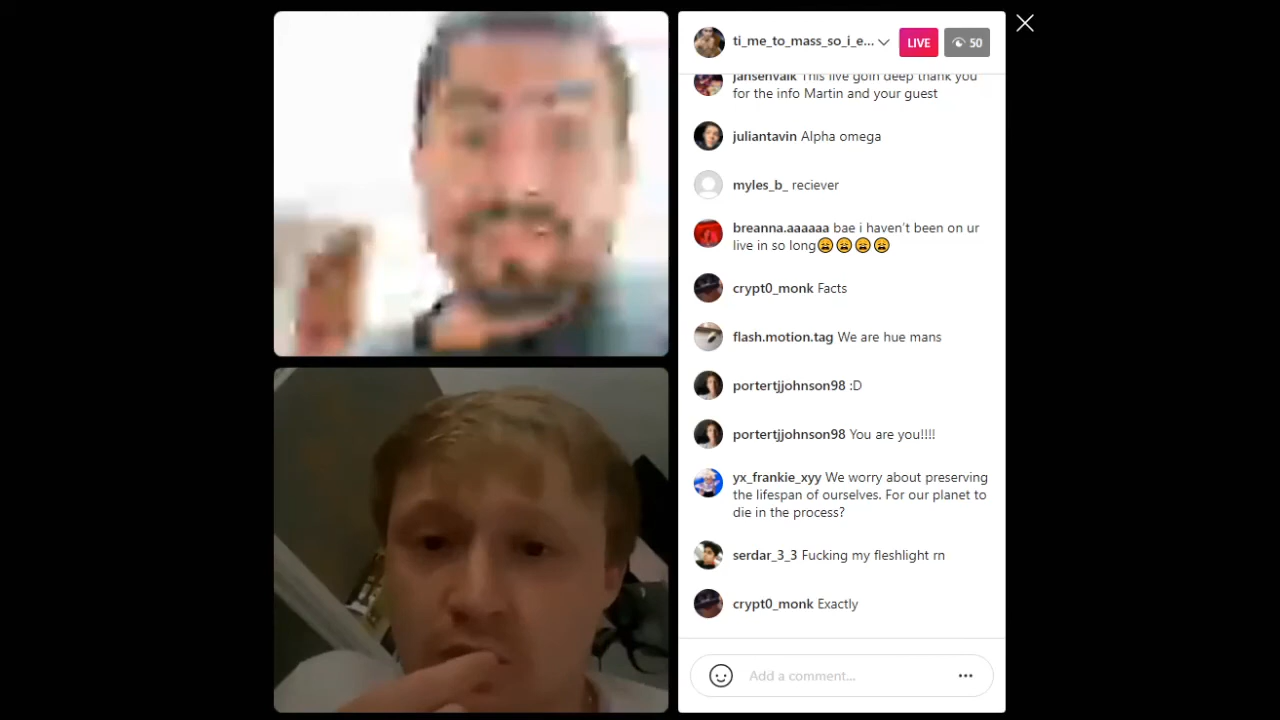 ti_me_to_mass_so_i_e...
LIVE
50
jansenvalk This live goin deep thank you
for the info Martin and your guest
juliantavin Alpha omega
myles_b_ reciever
breanna.aaaaaa bae i haven't been on ur
live in so long😩😩😩😩
crypt0_monk Facts
flash.motion.tag We are hue mans
portertjjohnson98 :D
portertjjohnson98 You are you!!!!
yx_frankie_xyy We worry about preserving
the lifespan of ourselves. For our planet to
die in the process?
serdar_3_3 Fucking my fleshlight rn
crypt0_monk Exactly
Add a comment...